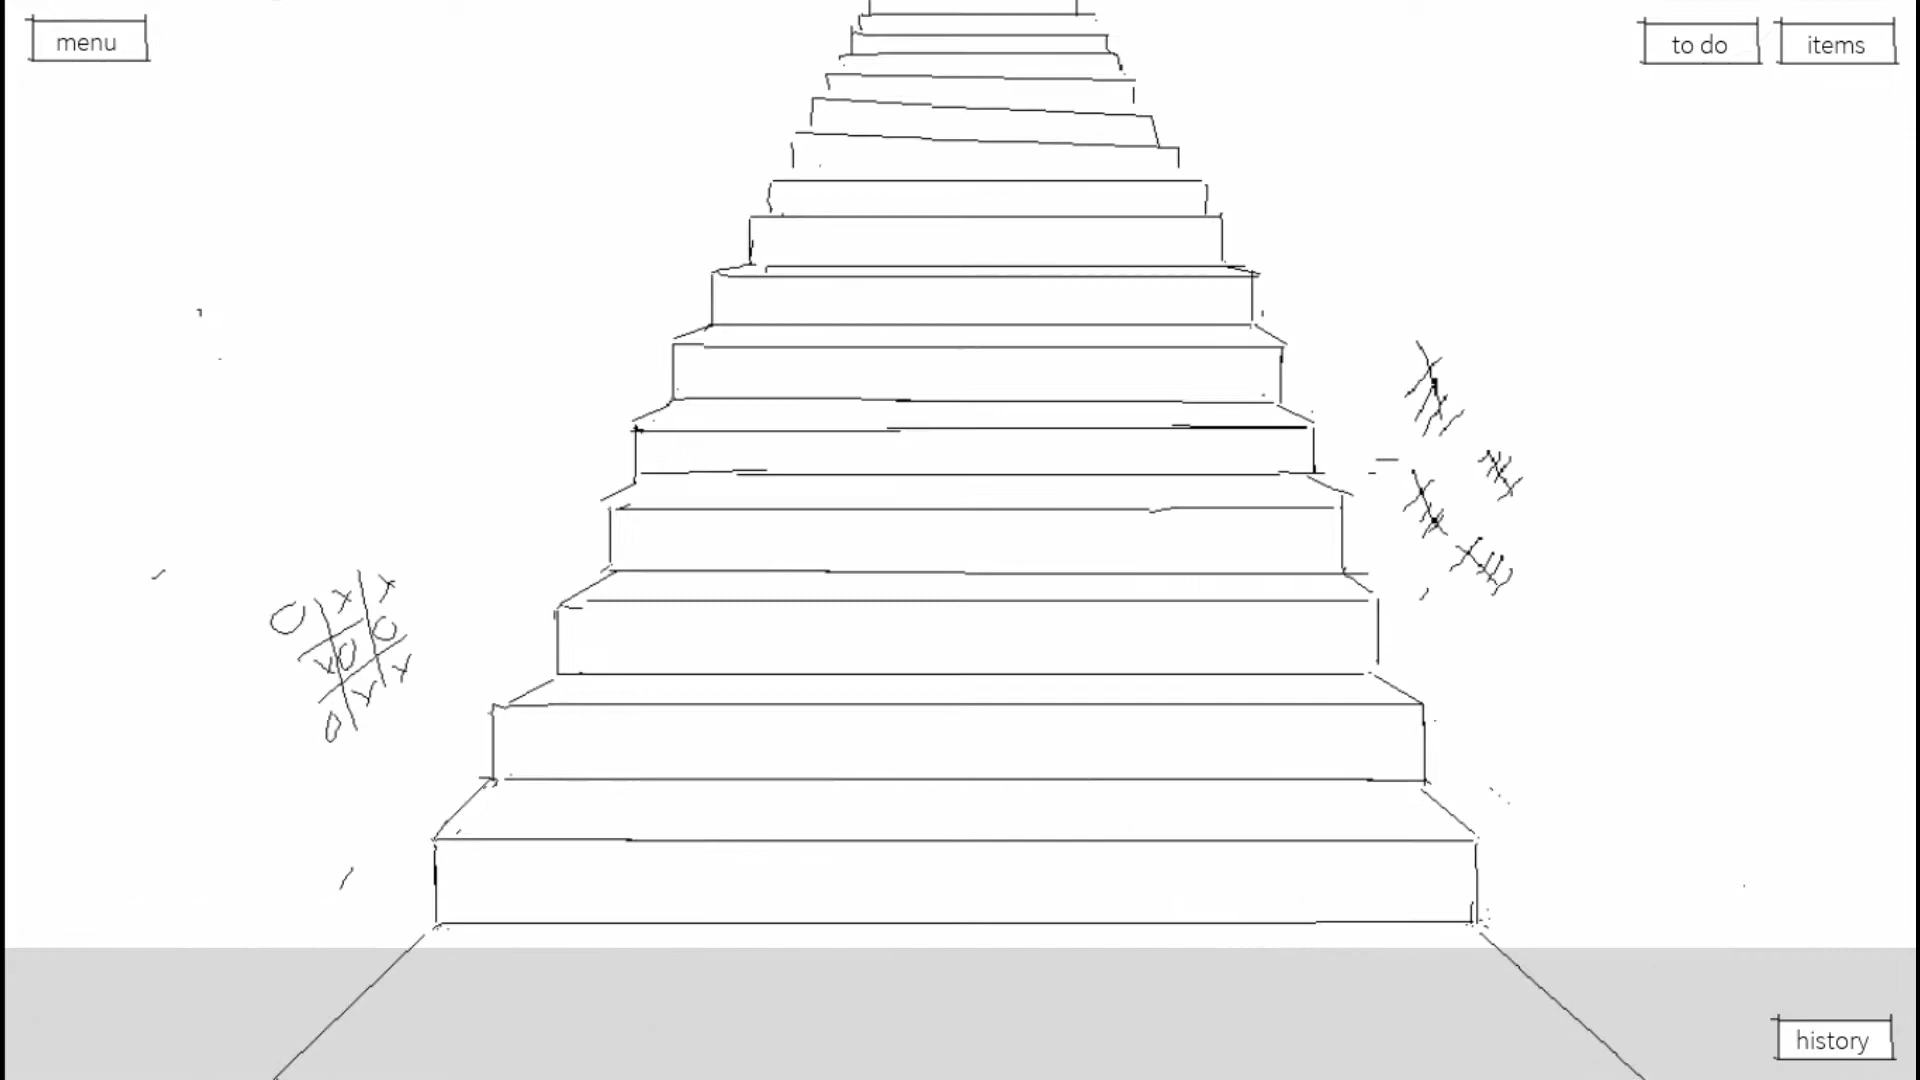 menu
to do
items
O X X
X O O
O X X
history